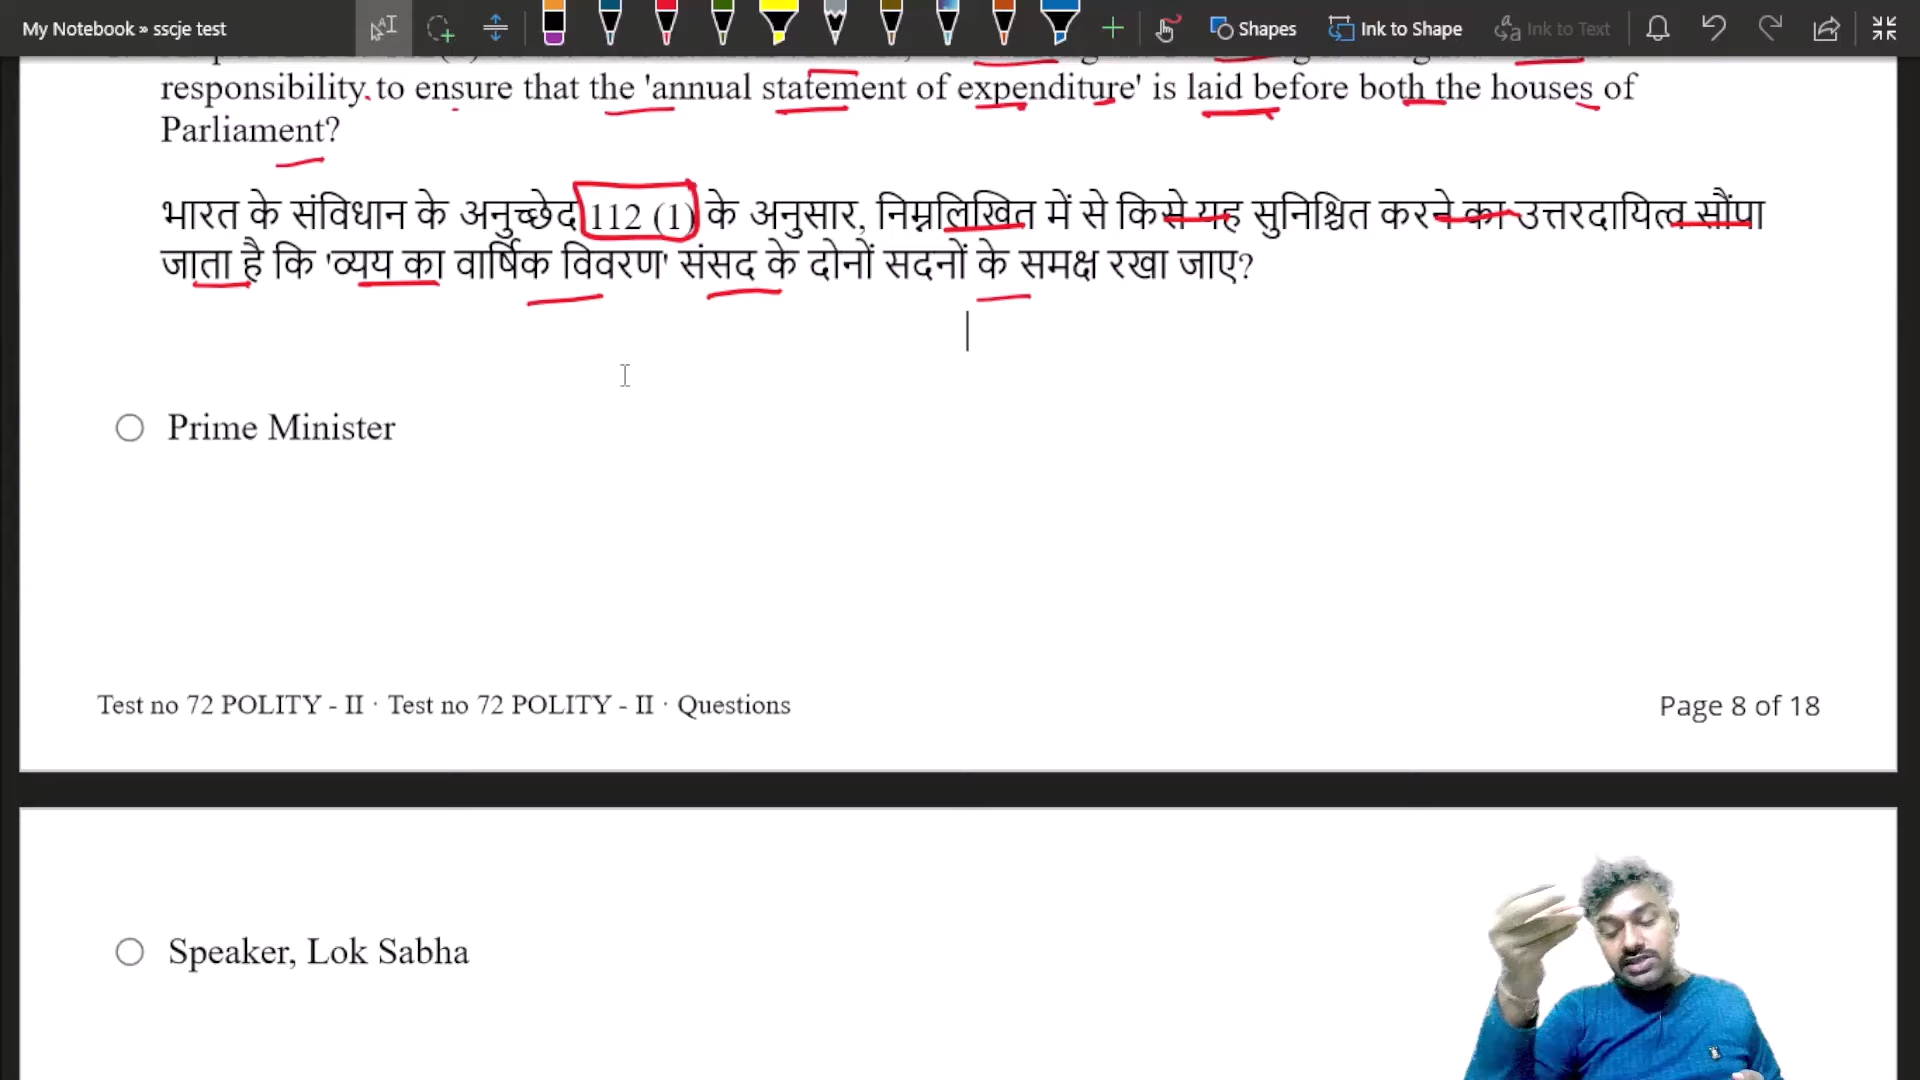 My Notebook » sscje test
Shapes
Ink to Shape
Ink to Text
responsibility to ensure that the 'annual statement of expenditure' is laid before both the houses of
Parliament?
भारत के संविधान के अनुच्छेद 112 (1) के अनुसार, निम्नलिखित में से किसे यह सुनिश्चित करने का उत्तरदायित्व सौंपा
जाता है कि 'व्यय का वार्षिक विवरण' संसद के दोनों सदनों के समक्ष रखा जाए?
Prime Minister
Test no 72 POLITY - II · Test no 72 POLITY - II · Questions
Page 8 of 18
Speaker, Lok Sabha